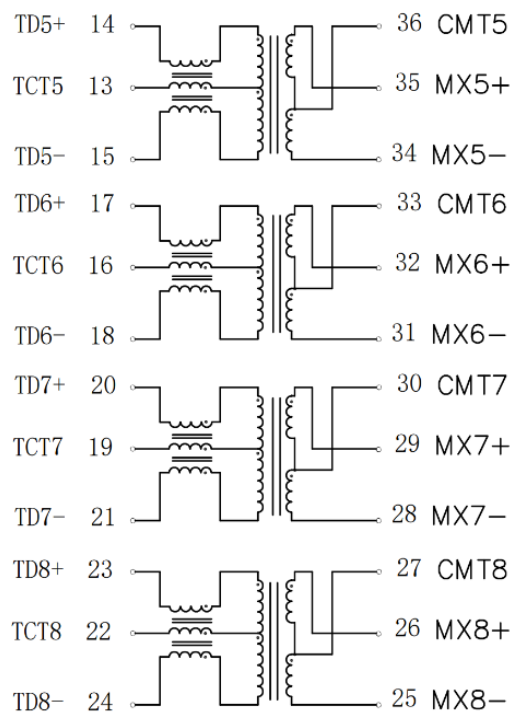 TD5+ 14 36 CMT5
TCT5 13 35 MX5+
TD5- 15 34 MX5-
TD6+ 17 33 CMT6
TCT6 16 32 MX6+
TD6- 18 31 MX6-
TD7+ 20 30 CMT7
TCT7 19 29 MX7+
TD7- 21 28 MX7-
TD8+ 23 27 CMT8
TCT8 22 26 MX8+
TD8- 24 25 MX8-